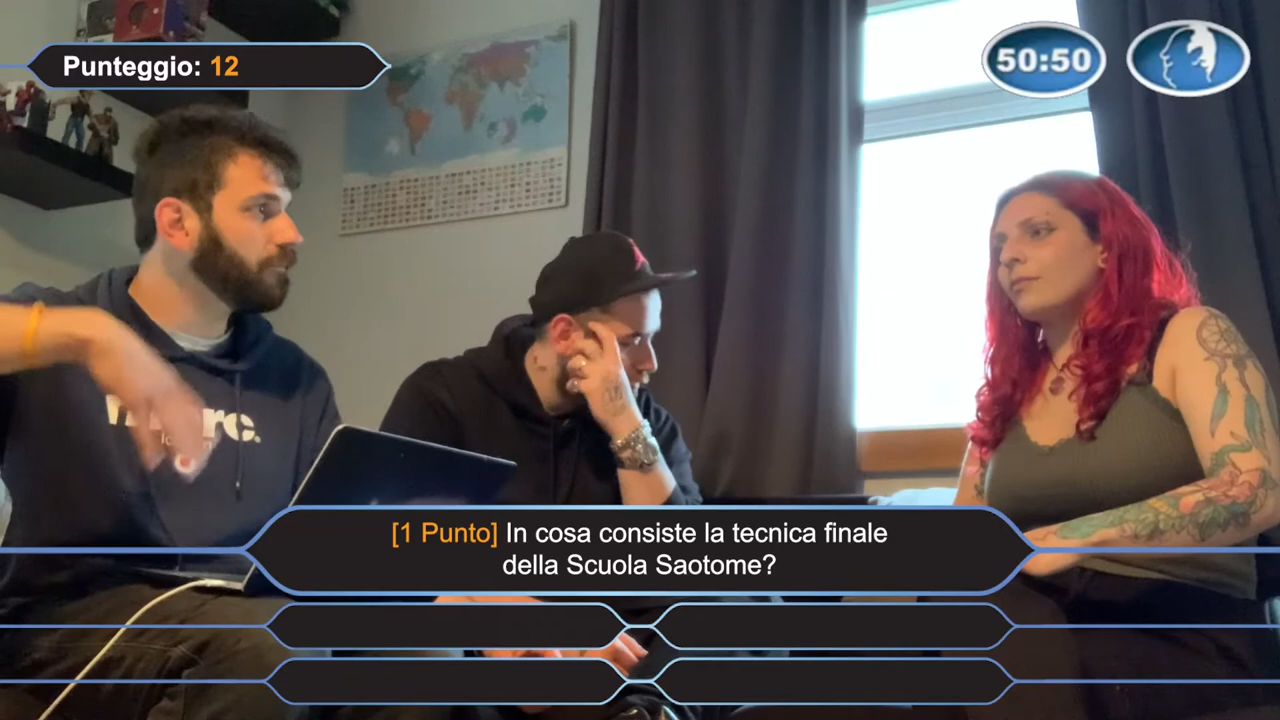 Punteggio: 12
50:50
[1 Punto] In cosa consiste la tecnica finale
della Scuola Saotome?